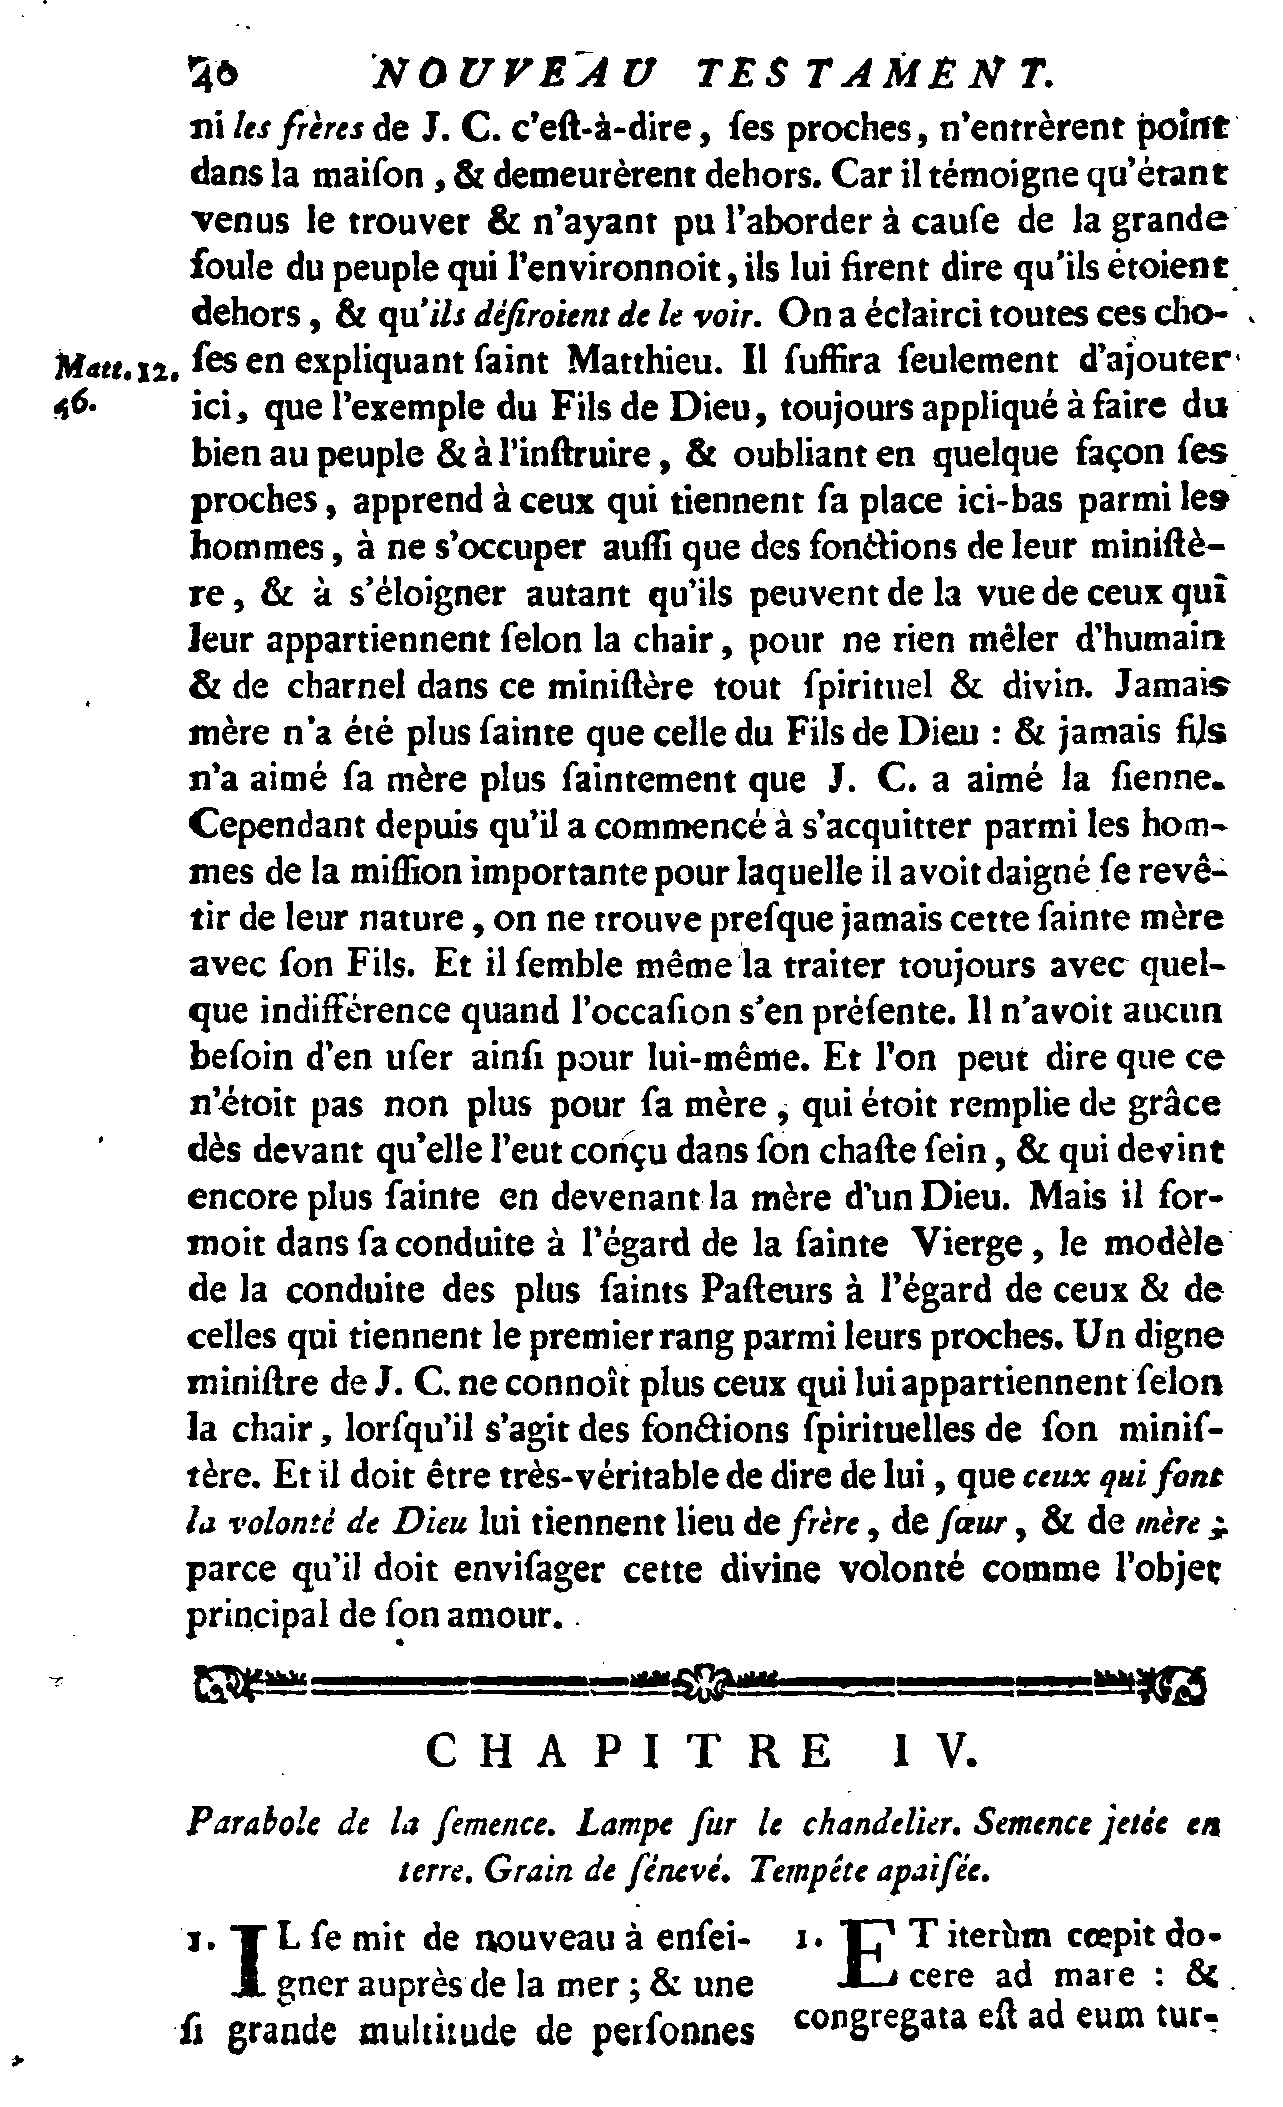 40 NOUVEAU TESTAMENT.
ni les frères de J. C. c'eſt-à-dire, ſes proches, n'entrèrent point
dans la maiſon, & demeurèrent dehors. Car il témoigne qu'étant
venus le trouver & n'ayant pu l'aborder à cauſe de la grande
foule du peuple qui l'environnoit, ils lui firent dire qu'ils étoient
dehors, & qu'ils déſiroient de le voir. On a éclairci toutes ces cho-
Matt. 12. 46.
ſes en expliquant ſaint Matthieu. Il ſuffira ſeulement d'ajouter
ici, que l'exemple du Fils de Dieu, toujours appliqué à faire du
bien au peuple & à l'inſtruire, & oubliant en quelque façon ſes
proches, apprend à ceux qui tiennent ſa place ici-bas parmi les
hommes, à ne s'occuper auſſi que des fonctions de leur miniſtè-
re, & à s'éloigner autant qu'ils peuvent de la vue de ceux qui
leur appartiennent ſelon la chair, pour ne rien mêler d'humain
& de charnel dans ce miniſtère tout ſpirituel & divin. Jamais
mère n'a été plus ſainte que celle du Fils de Dieu : & jamais fils
n'a aimé ſa mère plus ſaintement que J. C. a aimé la ſienne.
Cependant depuis qu'il a commencé à s'acquitter parmi les hom-
mes de la miſſion importante pour laquelle il avoit daigné ſe revê-
tir de leur nature, on ne trouve preſque jamais cette ſainte mère
avec ſon Fils. Et il ſemble même la traiter toujours avec quel-
que indifférence quand l'occaſion s'en préſente. Il n'avoit aucun
beſoin d'en uſer ainſi pour lui-même. Et l'on peut dire que ce
n'étoit pas non plus pour ſa mère, qui étoit remplie de grâce
dès devant qu'elle l'eut conçu dans ſon chaſte ſein, & qui devint
encore plus ſainte en devenant la mère d'un Dieu. Mais il for-
moit dans ſa conduite à l'égard de la ſainte Vierge, le modèle
de la conduite des plus ſaints Paſteurs à l'égard de ceux & de
celles qui tiennent le premier rang parmi leurs proches. Un digne
miniſtre de J. C. ne connoît plus ceux qui lui appartiennent ſelon
la chair, lorſqu'il s'agit des fonctions ſpirituelles de ſon miniſ-
tère. Et il doit être très-véritable de dire de lui, que ceux qui font
la volonté de Dieu lui tiennent lieu de frère, de ſœur, & de mère ;
parce qu'il doit enviſager cette divine volonté comme l'objet
principal de ſon amour.
CHAPITRE IV.
Parabole de la ſemence. Lampe ſur le chandelier. Semence jetée en
terre. Grain de ſénevé. Tempête apaiſée.
1. IL ſe mit de nouveau à enſei-
gner auprès de la mer ; & une
ſi grande multitude de perſonnes
1. ET iterùm cœpit do-
cere ad mare : &
congregata eſt ad eum tur-